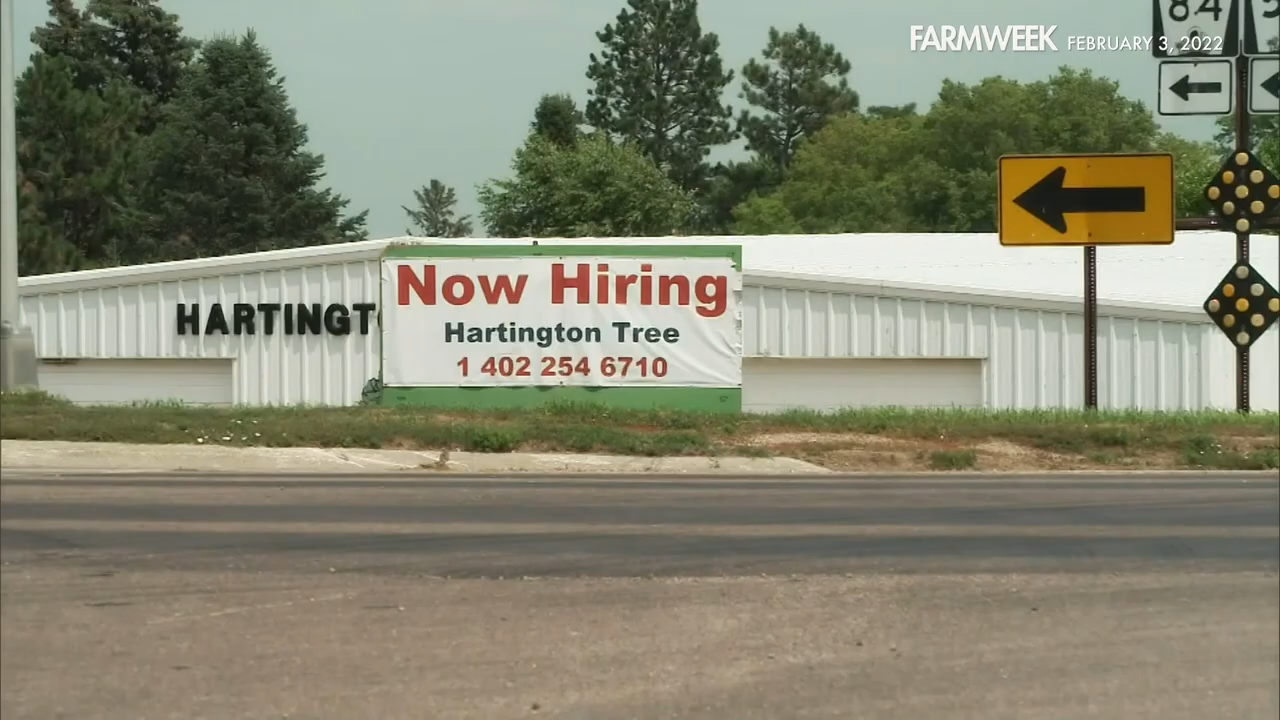 FARMWEEK FEBRUARY 3, 2022
84
HARTINGT
Now Hiring
Hartington Tree
1 402 254 6710